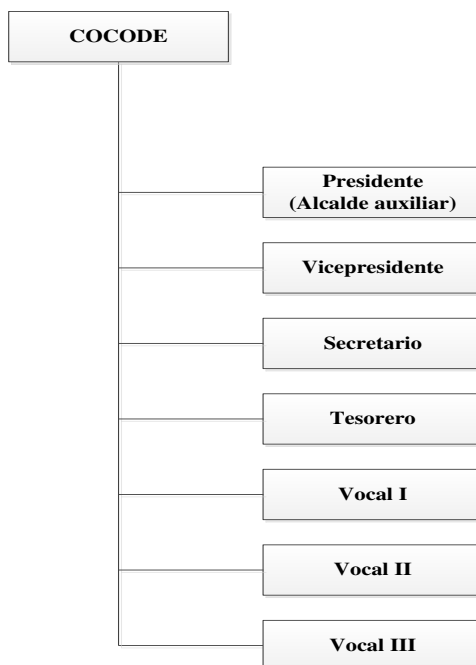 COCODE
Presidente
(Alcalde auxiliar)
Vicepresidente
Secretario
Tesorero
Vocal I
Vocal II
Vocal III